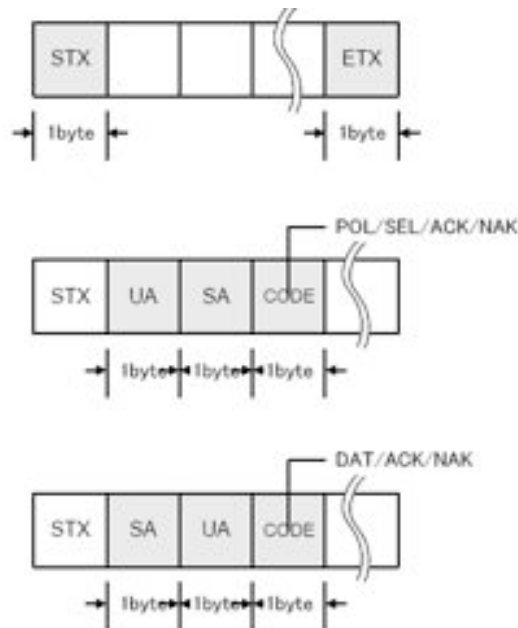 STX ETX
1byte 1byte
POL/SEL/ACK/NAK
STX UA SA CODE
1byte 1byte 1byte
DAT/ACK/NAK
STX SA UA CODE
1byte 1byte 1byte